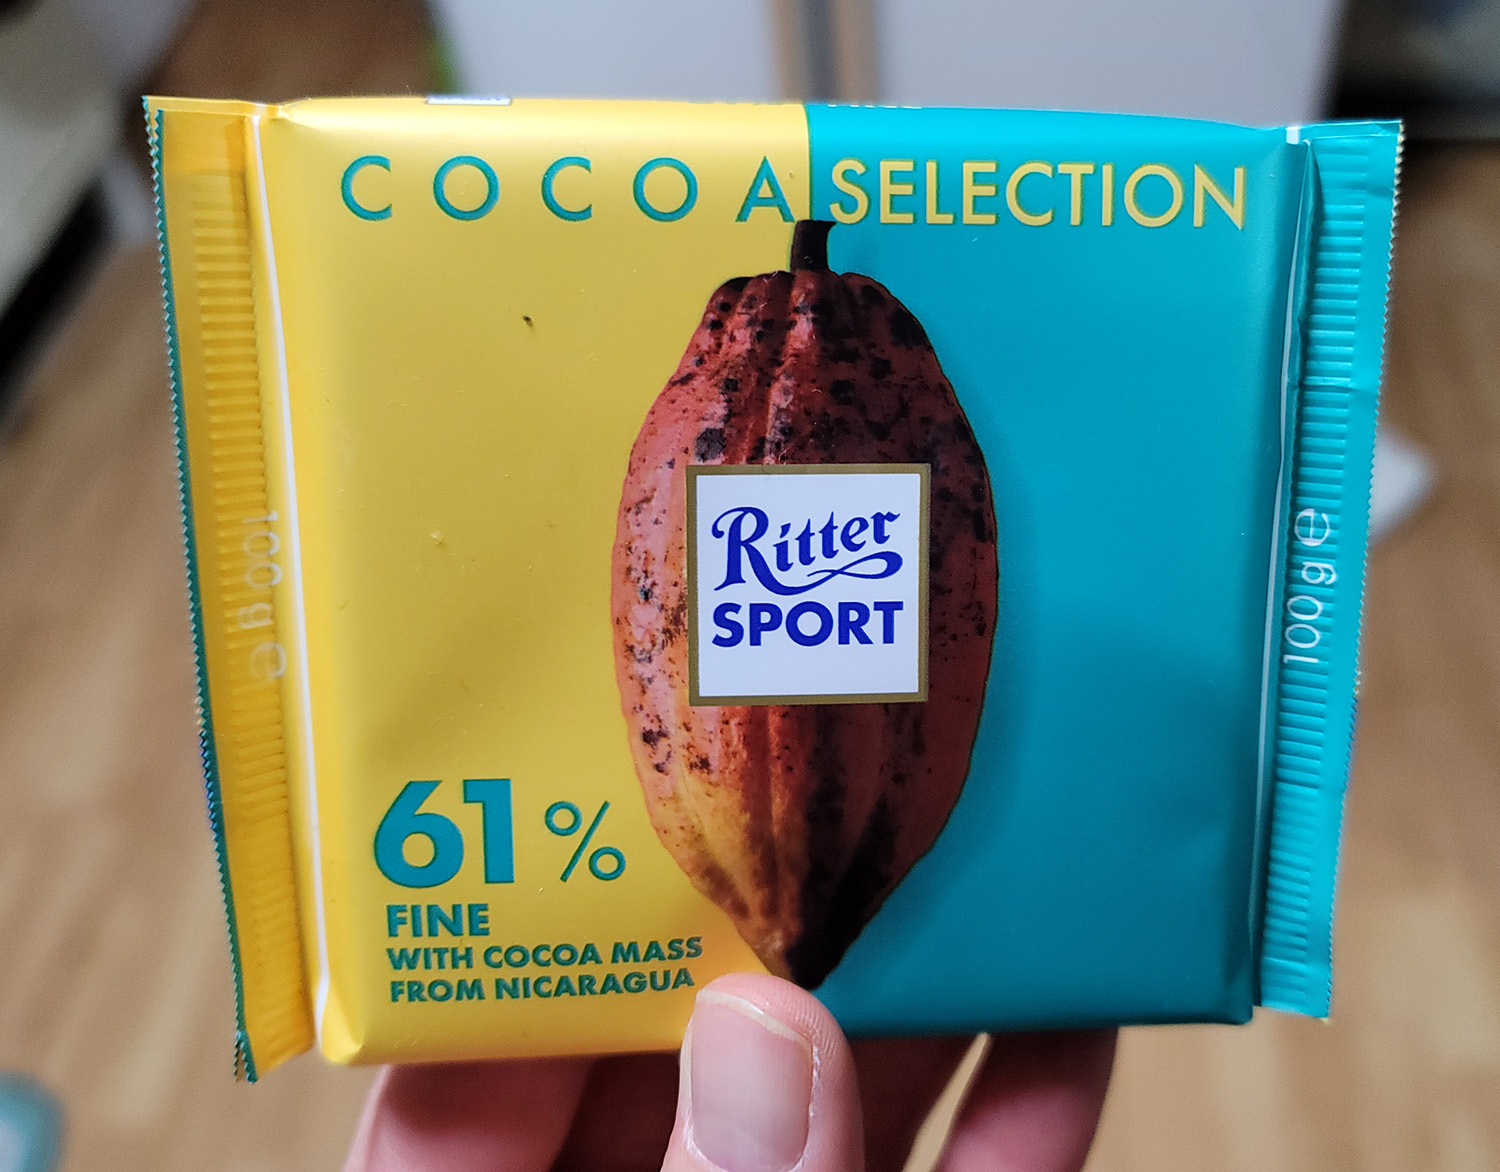 COCOA SELECTION
Ritter
SPORT
61 %
FINE
WITH COCOA MASS
FROM NICARAGUA
100 g e
100 g e